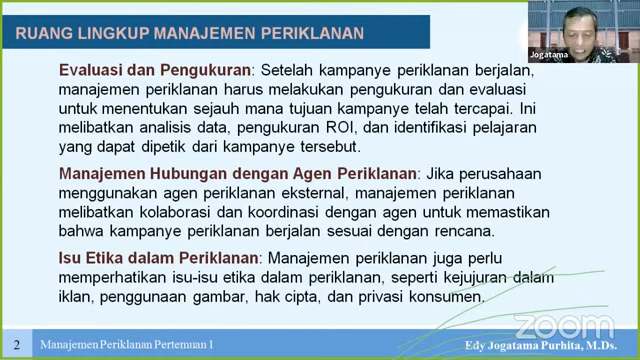 RUANG LINGKUP MANAJEMEN PERIKLANAN
Jogatama
Evaluasi dan Pengukuran: Setelah kampanye periklanan berjalan,
manajemen periklanan harus melakukan pengukuran dan evaluasi
untuk menentukan sejauh mana tujuan kampanye telah tercapai. Ini
melibatkan analisis data, pengukuran ROI, dan identifikasi pelajaran
yang dapat dipetik dari kampanye tersebut.
Manajemen Hubungan dengan Agen Periklanan: Jika perusahaan
menggunakan agen periklanan eksternal, manajemen periklanan
melibatkan kolaborasi dan koordinasi dengan agen untuk memastikan
bahwa kampanye periklanan berjalan sesuai dengan rencana.
Isu Etika dalam Periklanan: Manajemen periklanan juga perlu
memperhatikan isu-isu etika dalam periklanan, seperti kejujuran dalam
iklan, penggunaan gambar, hak cipta, dan privasi konsumen.
zoom
2 Manajemen Periklanan Pertemuan 1
Edy Jogatama Purhita, M.Ds.